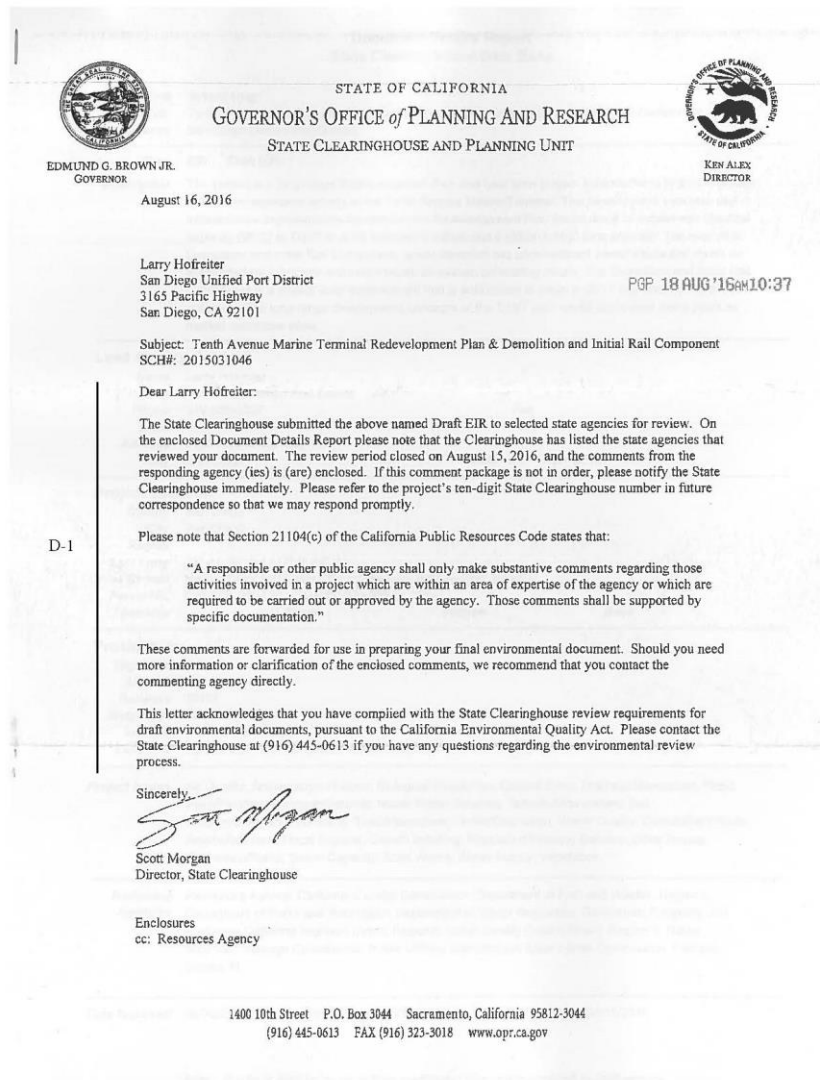 STATE OF CALIFORNIA
GOVERNOR'S OFFICE of PLANNING AND RESEARCH
STATE CLEARINGHOUSE AND PLANNING UNIT
EDMUND G. BROWN JR.
GOVERNOR
KEN ALEX
DIRECTOR
August 16, 2016
Larry Hofreiter
San Diego Unified Port District
3165 Pacific Highway
San Diego, CA 92101
PGP 18 AUG '16AM10:37
Subject: Tenth Avenue Marine Terminal Redevelopment Plan & Demolition and Initial Rail Component
SCH#: 2015031046
Dear Larry Hofreiter:
The State Clearinghouse submitted the above named Draft EIR to selected state agencies for review. On
the enclosed Document Details Report please note that the Clearinghouse has listed the state agencies that
reviewed your document. The review period closed on August 15, 2016, and the comments from the
responding agency (ies) is (are) enclosed. If this comment package is not in order, please notify the State
Clearinghouse immediately. Please refer to the project's ten-digit State Clearinghouse number in future
correspondence so that we may respond promptly.
D-1
Please note that Section 21104(c) of the California Public Resources Code states that:
"A responsible or other public agency shall only make substantive comments regarding those
activities involved in a project which are within an area of expertise of the agency or which are
required to be carried out or approved by the agency. Those comments shall be supported by
specific documentation."
These comments are forwarded for use in preparing your final environmental document. Should you need
more information or clarification of the enclosed comments, we recommend that you contact the
commenting agency directly.
This letter acknowledges that you have complied with the State Clearinghouse review requirements for
draft environmental documents, pursuant to the California Environmental Quality Act. Please contact the
State Clearinghouse at (916) 445-0613 if you have any questions regarding the environmental review
process.
Sincerely,
Scott Morgan
Scott Morgan
Director, State Clearinghouse
Enclosures
cc: Resources Agency
1400 10th Street P.O. Box 3044 Sacramento, California 95812-3044
(916) 445-0613 FAX (916) 323-3018 www.opr.ca.gov